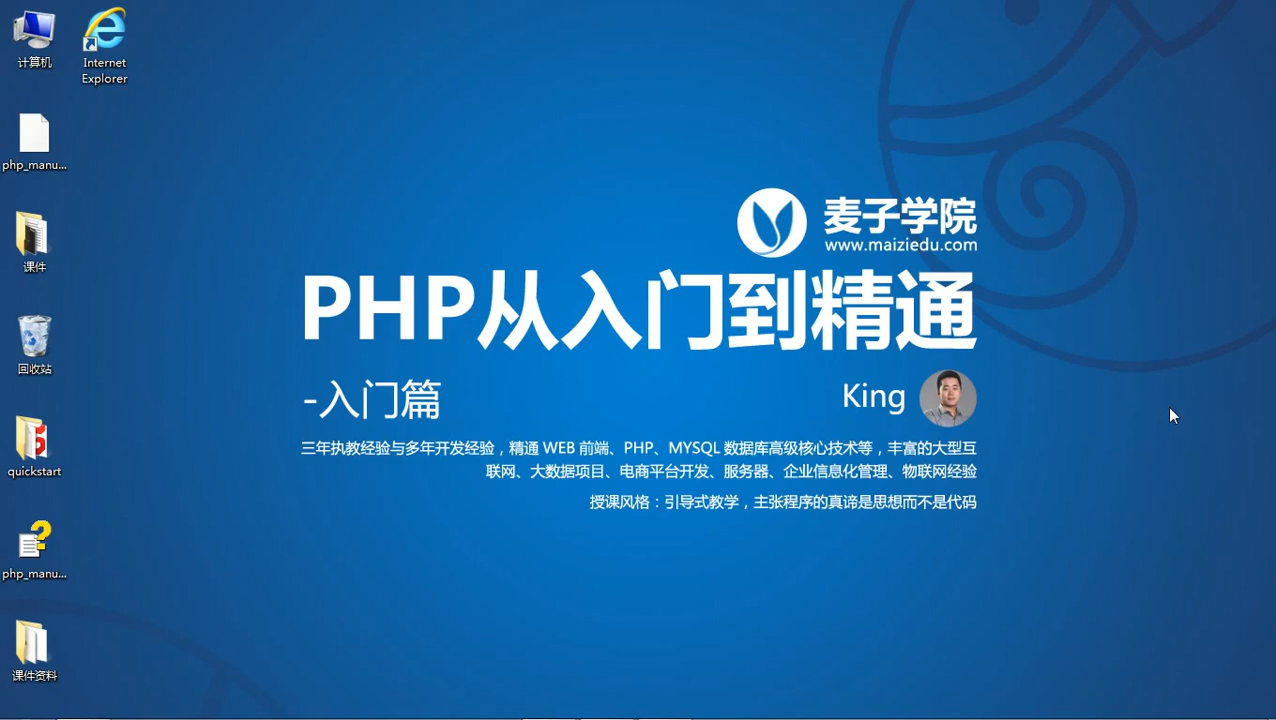 计算机
Internet
Explorer
php_manu...
课件
回收站
quickstart
php_manu...
课件资料
麦子学院
www.maiziedu.com
PHP从入门到精通
-入门篇
King
三年执教经验与多年开发经验，精通 WEB 前端、PHP、MYSQL 数据库高级核心技术等，丰富的大型互
联网、大数据项目、电商平台开发、服务器、企业信息化管理、物联网经验
授课风格：引导式教学，主张程序的真谛是思想而不是代码